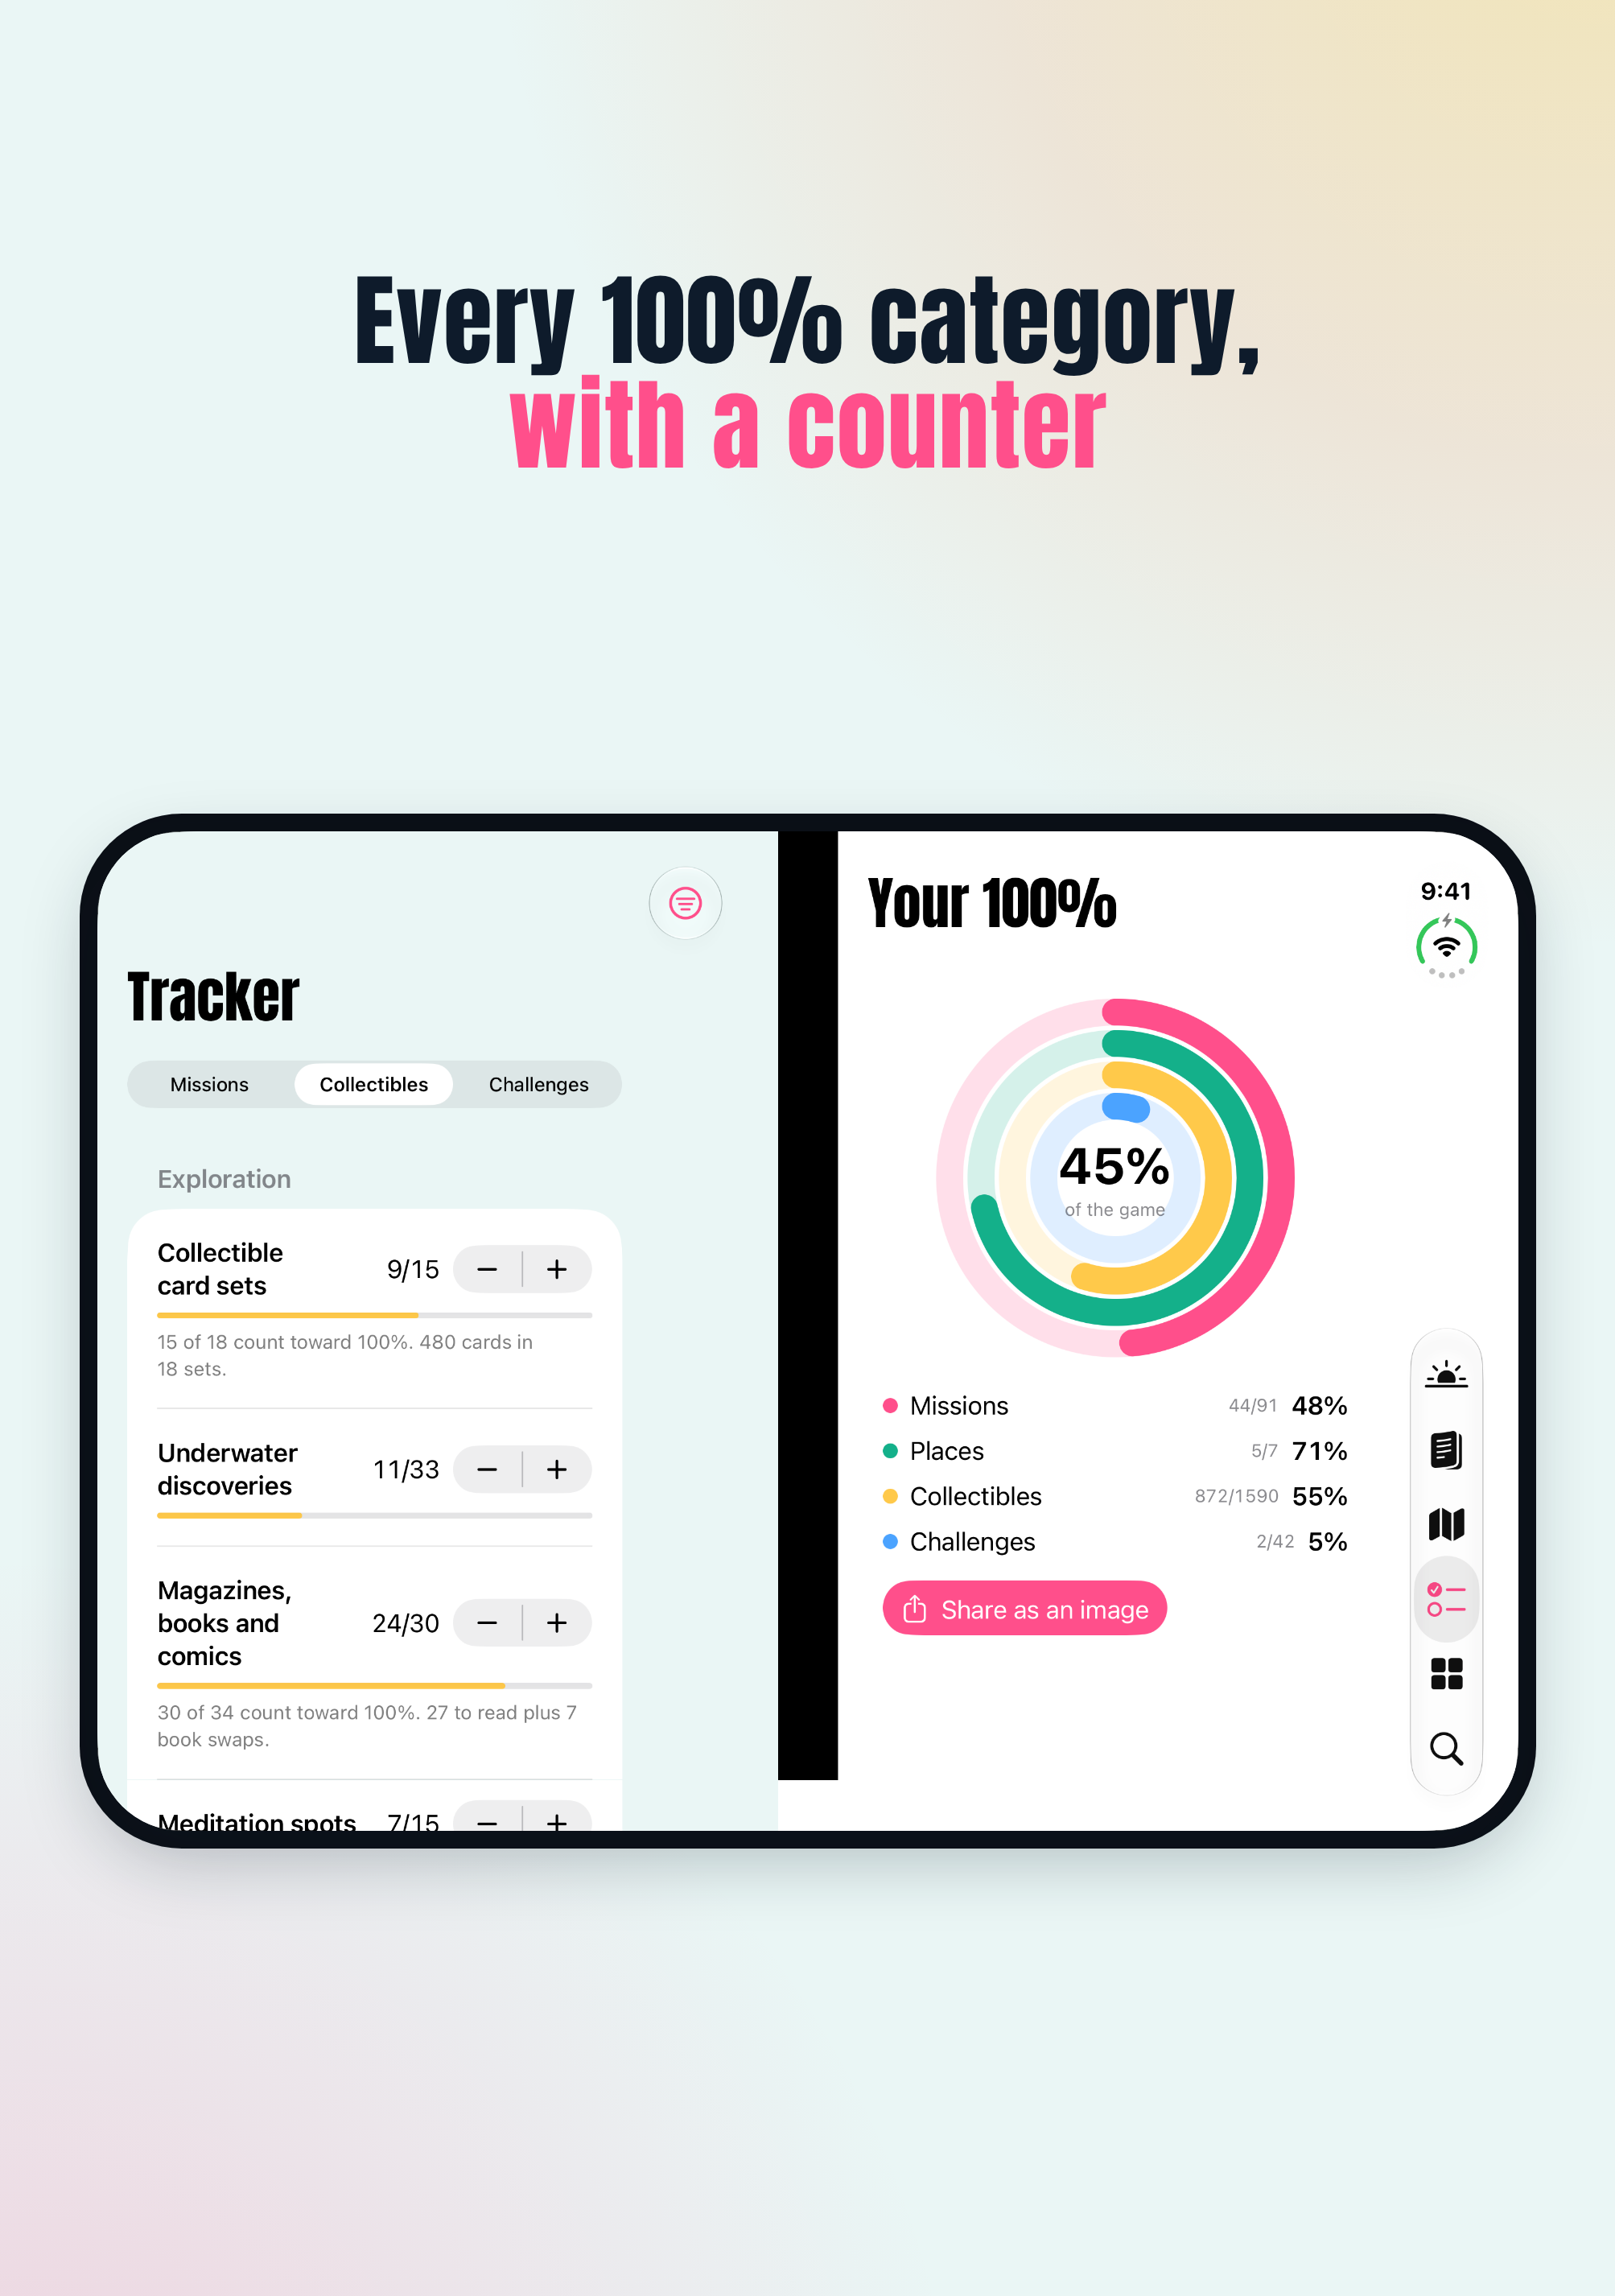 Every 100% category,
with a counter
Tracker
Missions
Collectibles
Challenges
Exploration
Collectible
card sets
9/15
15 of 18 count toward 100%. 480 cards in
18 sets.
Underwater
discoveries
11/33
Magazines,
books and
comics
24/30
30 of 34 count toward 100%. 27 to read plus 7
book swaps.
Meditation spots
7/15
Your 100%
9:41
45%
of the game
Missions 44/91 48%
Places 5/7 71%
Collectibles 872/1590 55%
Challenges 2/42 5%
Share as an image